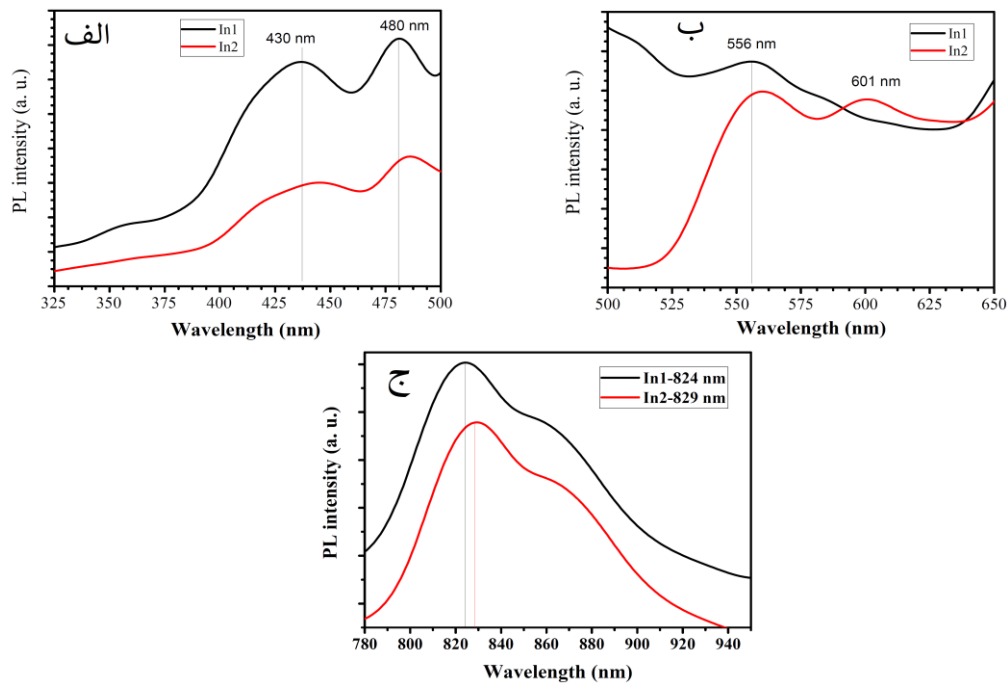 الف
In1
In2
430 nm
480 nm
PL intensity (a. u.)
325 350 375 400 425 450 475 500
Wavelength (nm)
ب
In1
In2
556 nm
601 nm
PL intensity (a. u.)
500 525 550 575 600 625 650
Wavelength (nm)
ج
In1-824 nm
In2-829 nm
PL intensity (a. u.)
780 800 820 840 860 880 900 920 940
Wavelength (nm)